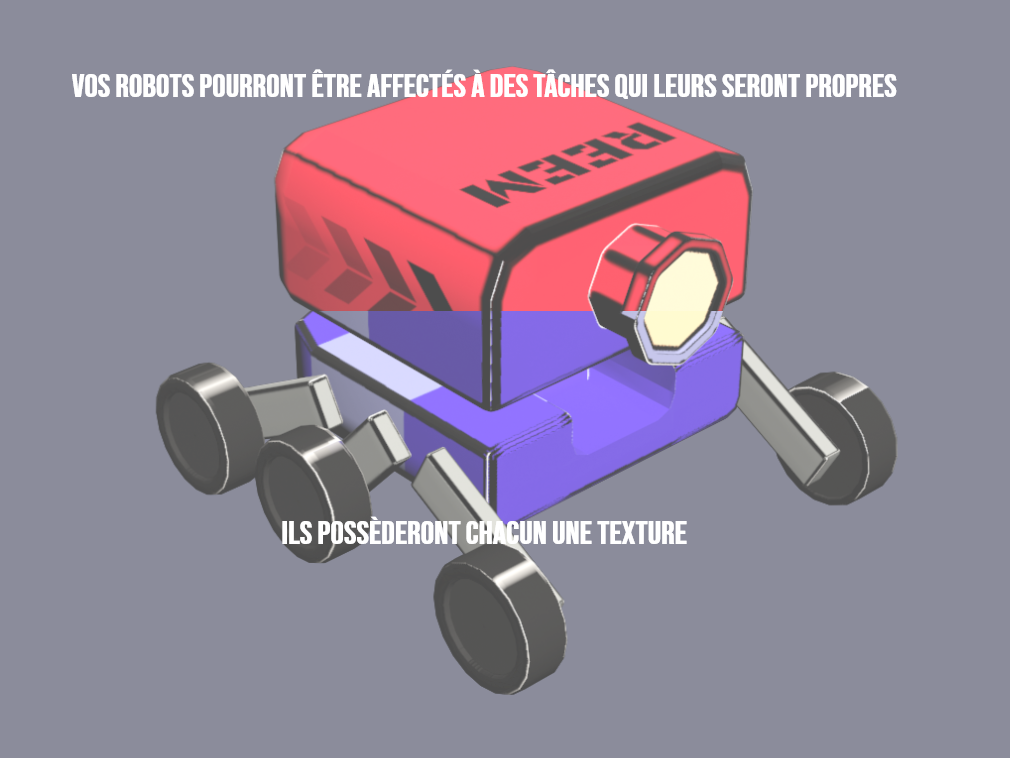 VOS ROBOTS POURRONT ÊTRE AFFECTÉS À DES TÂCHES QUI LEURS SERONT PROPRES
REEM
ILS POSSÈDERONT CHACUN UNE TEXTURE